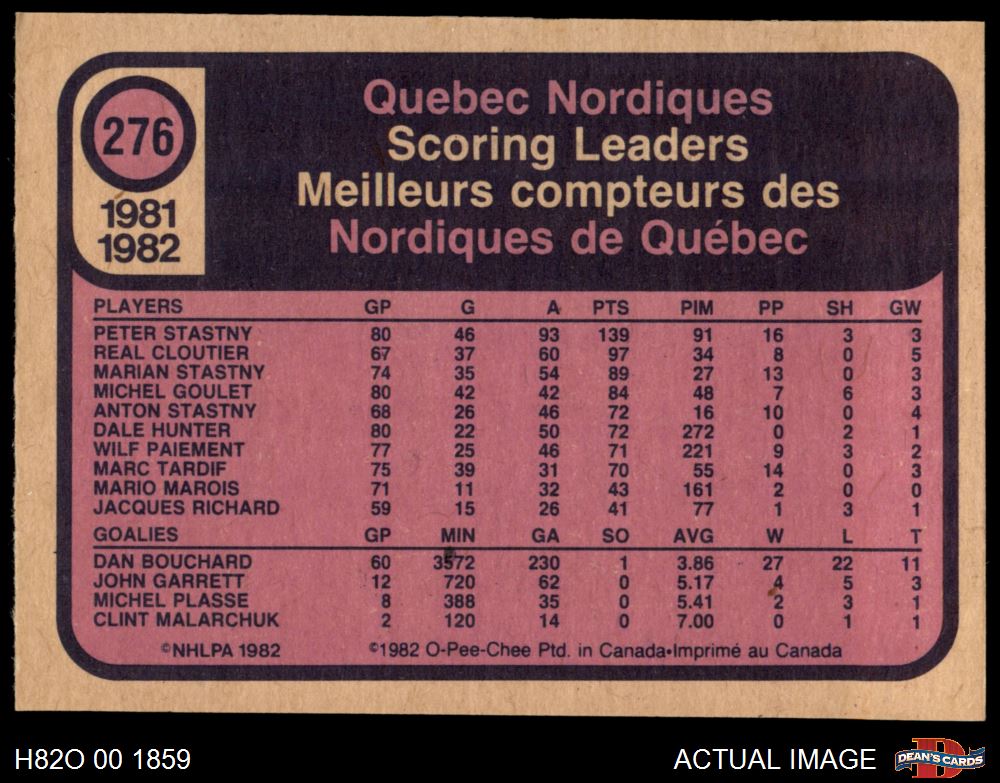 276
1981
1982
Quebec Nordiques
Scoring Leaders
Meilleurs compteurs des
Nordiques de Québec
PLAYERS GP G A PTS PIM PP SH GW
PETER STASTNY 80 46 93 139 91 16 3 3
REAL CLOUTIER 67 37 60 97 34 8 0 5
MARIAN STASTNY 74 35 54 89 27 13 0 3
MICHEL GOULET 80 42 42 84 48 7 6 3
ANTON STASTNY 68 26 46 72 16 10 0 4
DALE HUNTER 80 22 50 72 272 0 2 1
WILF PAIEMENT 77 25 46 71 221 9 3 2
MARC TARDIF 75 39 31 70 55 14 0 3
MARIO MAROIS 71 11 32 43 161 2 0 0
JACQUES RICHARD 59 15 26 41 77 1 3 1
GOALIES GP MIN GA SO AVG W L T
DAN BOUCHARD 60 3572 230 1 3.86 27 22 11
JOHN GARRETT 12 720 62 0 5.17 4 5 3
MICHEL PLASSE 8 388 35 0 5.41 2 3 1
CLINT MALARCHUK 2 120 14 0 7.00 0 1 1
©NHLPA 1982 ©1982 O-Pee-Chee Ptd. in Canada•Imprimé au Canada
H82O 00 1859 ACTUAL IMAGE DEAN'S CARDS